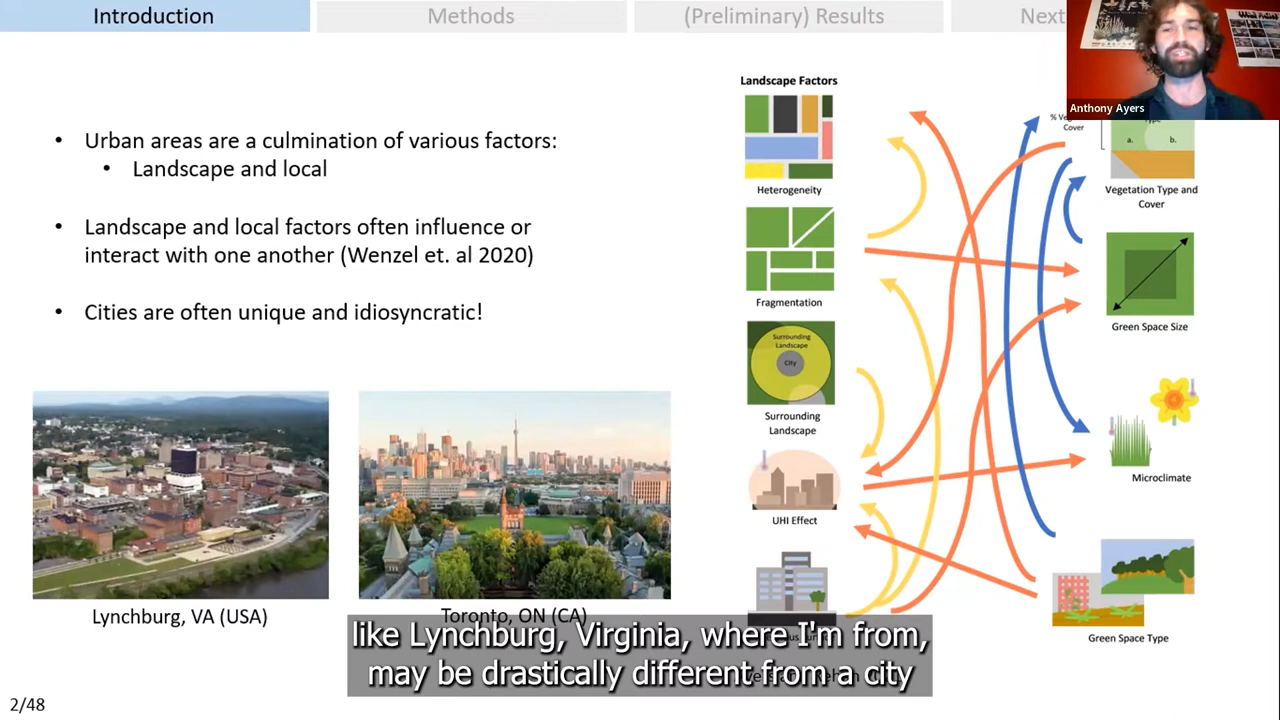 Introduction
Methods
(Preliminary) Results
Next
Anthony Ayers
• Urban areas are a culmination of various factors:
• Landscape and local
• Landscape and local factors often influence or
interact with one another (Wenzel et. al 2020)
• Cities are often unique and idiosyncratic!
Lynchburg, VA (USA)
Toronto, ON (CA)
Landscape Factors
Heterogeneity
Fragmentation
Surrounding
Landscape
City
Surrounding
Landscape
UHI Effect
Cover
a.
b.
Vegetation Type and
Cover
Green Space Size
Microclimate
Green Space Type
like Lynchburg, Virginia, where I'm from,
may be drastically different from a city
2/48